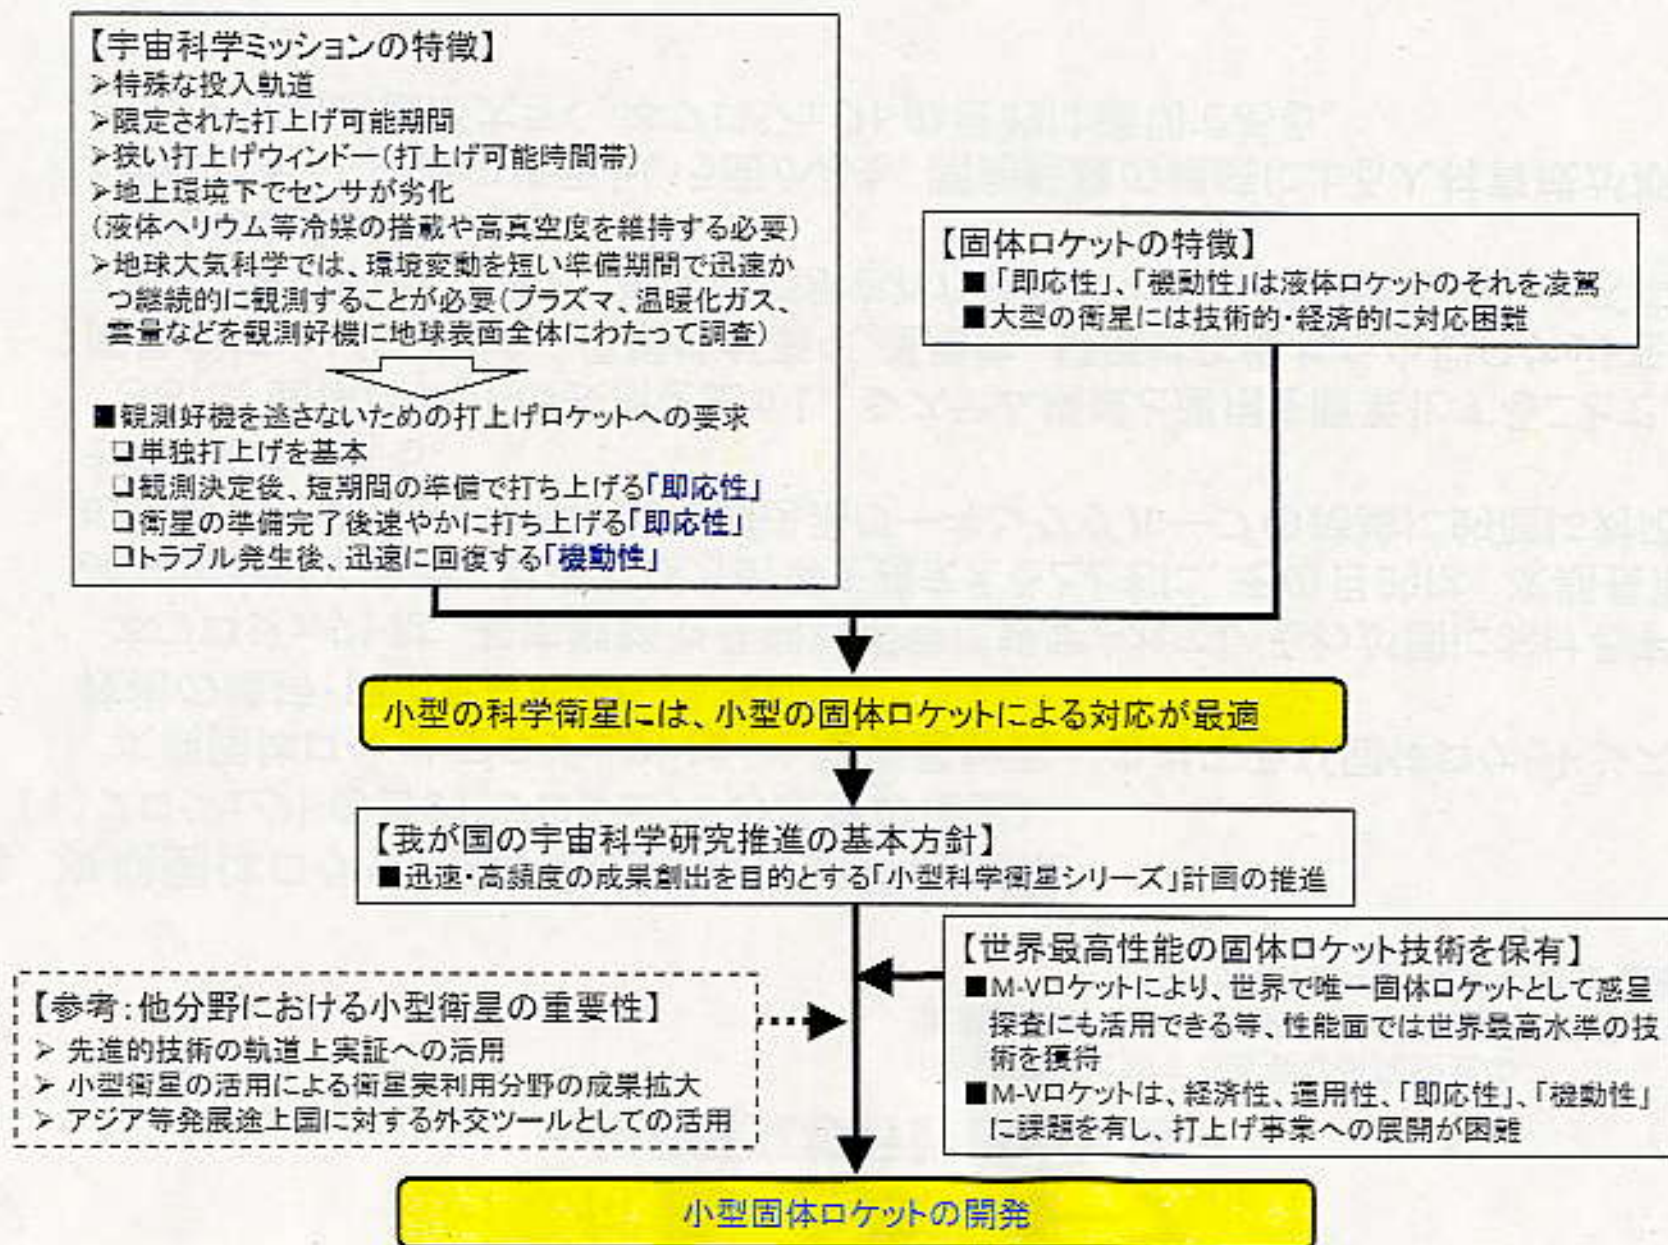 【宇宙科学ミッションの特徴】
➢特殊な投入軌道
➢限定された打上げ可能期間
➢狭い打上げウィンドー(打上げ可能時間帯)
➢地上環境下でセンサが劣化
(液体ヘリウム等冷媒の搭載や高真空度を維持する必要)
➢地球大気科学では、環境変動を短い準備期間で迅速か
つ継続的に観測することが必要(プラズマ、温暖化ガス、
雲量などを観測好機に地球表面全体にわたって調査)
■観測好機を逃さないための打上げロケットへの要求
❑単独打上げを基本
❑観測決定後、短期間の準備で打ち上げる「即応性」
❑衛星の準備完了後速やかに打ち上げる「即応性」
❑トラブル発生後、迅速に回復する「機動性」
【固体ロケットの特徴】
■「即応性」、「機動性」は液体ロケットのそれを凌駕
■大型の衛星には技術的・経済的に対応困難
小型の科学衛星には、小型の固体ロケットによる対応が最適
【我が国の宇宙科学研究推進の基本方針】
■迅速・高頻度の成果創出を目的とする「小型科学衛星シリーズ」計画の推進
【世界最高性能の固体ロケット技術を保有】
■M-Vロケットにより、世界で唯一固体ロケットとして惑星
探査にも活用できる等、性能面では世界最高水準の技
術を獲得
■M-Vロケットは、経済性、運用性、「即応性」、「機動性」
に課題を有し、打上げ事業への展開が困難
【参考:他分野における小型衛星の重要性】
➢ 先進的技術の軌道上実証への活用
➢ 小型衛星の活用による衛星実利用分野の成果拡大
➢ アジア等発展途上国に対する外交ツールとしての活用
小型固体ロケットの開発